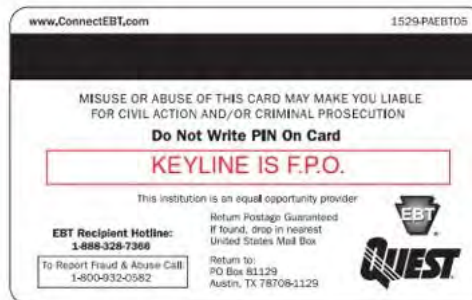 www.ConnectEBT.com 1529-PAEBT05
MISUSE OR ABUSE OF THIS CARD MAY MAKE YOU LIABLE
FOR CIVIL ACTION AND/OR CRIMINAL PROSECUTION
Do Not Write PIN On Card
KEYLINE IS F.P.O.
This institution is an equal opportunity provider
EBT Recipient Hotline:
1-888-328-7366
To Report Fraud & Abuse Call:
1-800-932-0582
Return Postage Guaranteed
If found, drop in nearest
United States Mail Box
Return to:
PO Box 81129
Austin, TX 78708-1129
EBT
QUEST